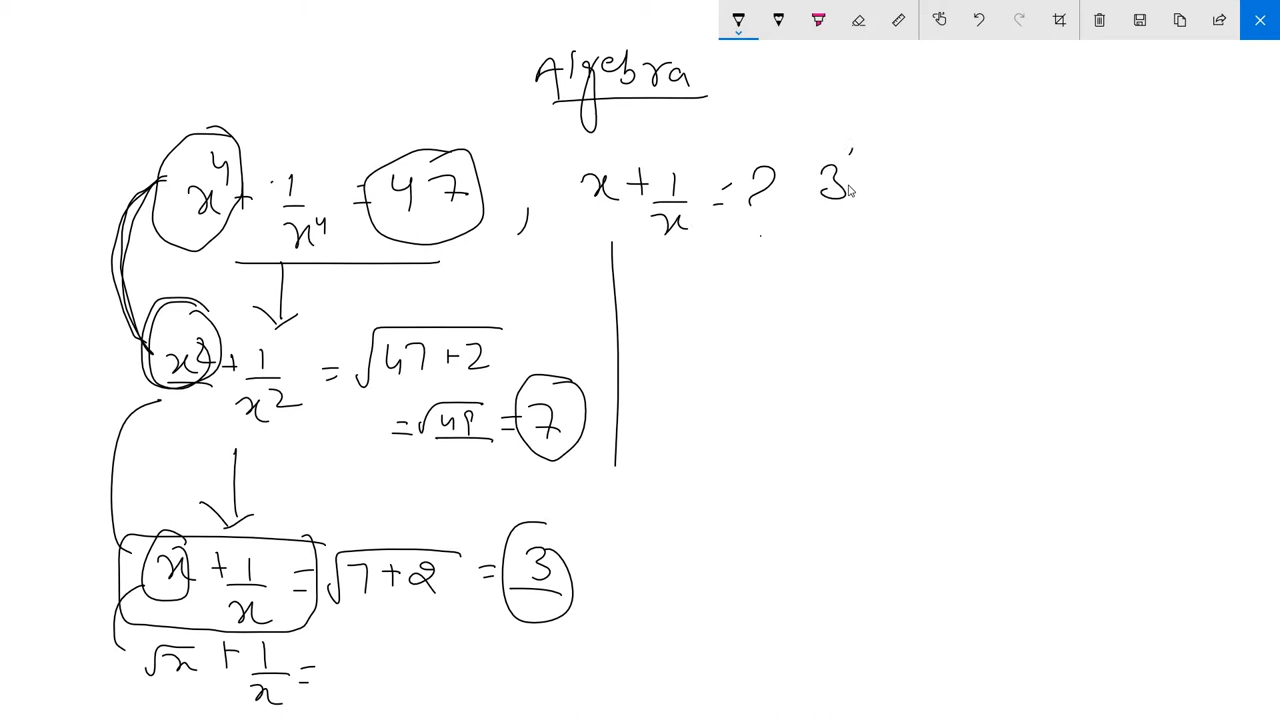 Algebra
x⁴ + 1/x⁴ = 47 , x + 1/x = ? 3
x² + 1/x² = √(47+2)
= √49 = 7
x + 1/x = √(7+2) = 3
√x + 1/x =